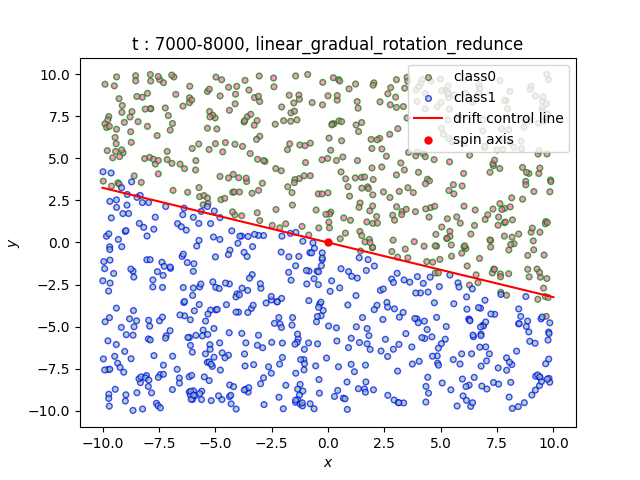 t : 7000-8000, linear_gradual_rotation_redunce
class0
class1
drift control line
spin axis
10.0
7.5
5.0
2.5
0.0
−2.5
−5.0
−7.5
−10.0
y
−10.0 −7.5 −5.0 −2.5 0.0 2.5 5.0 7.5 10.0
x